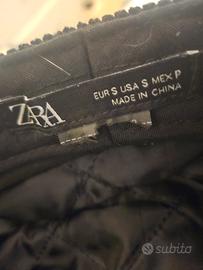 ZARA
EUR S USA S MEX P
MADE IN CHINA
subito